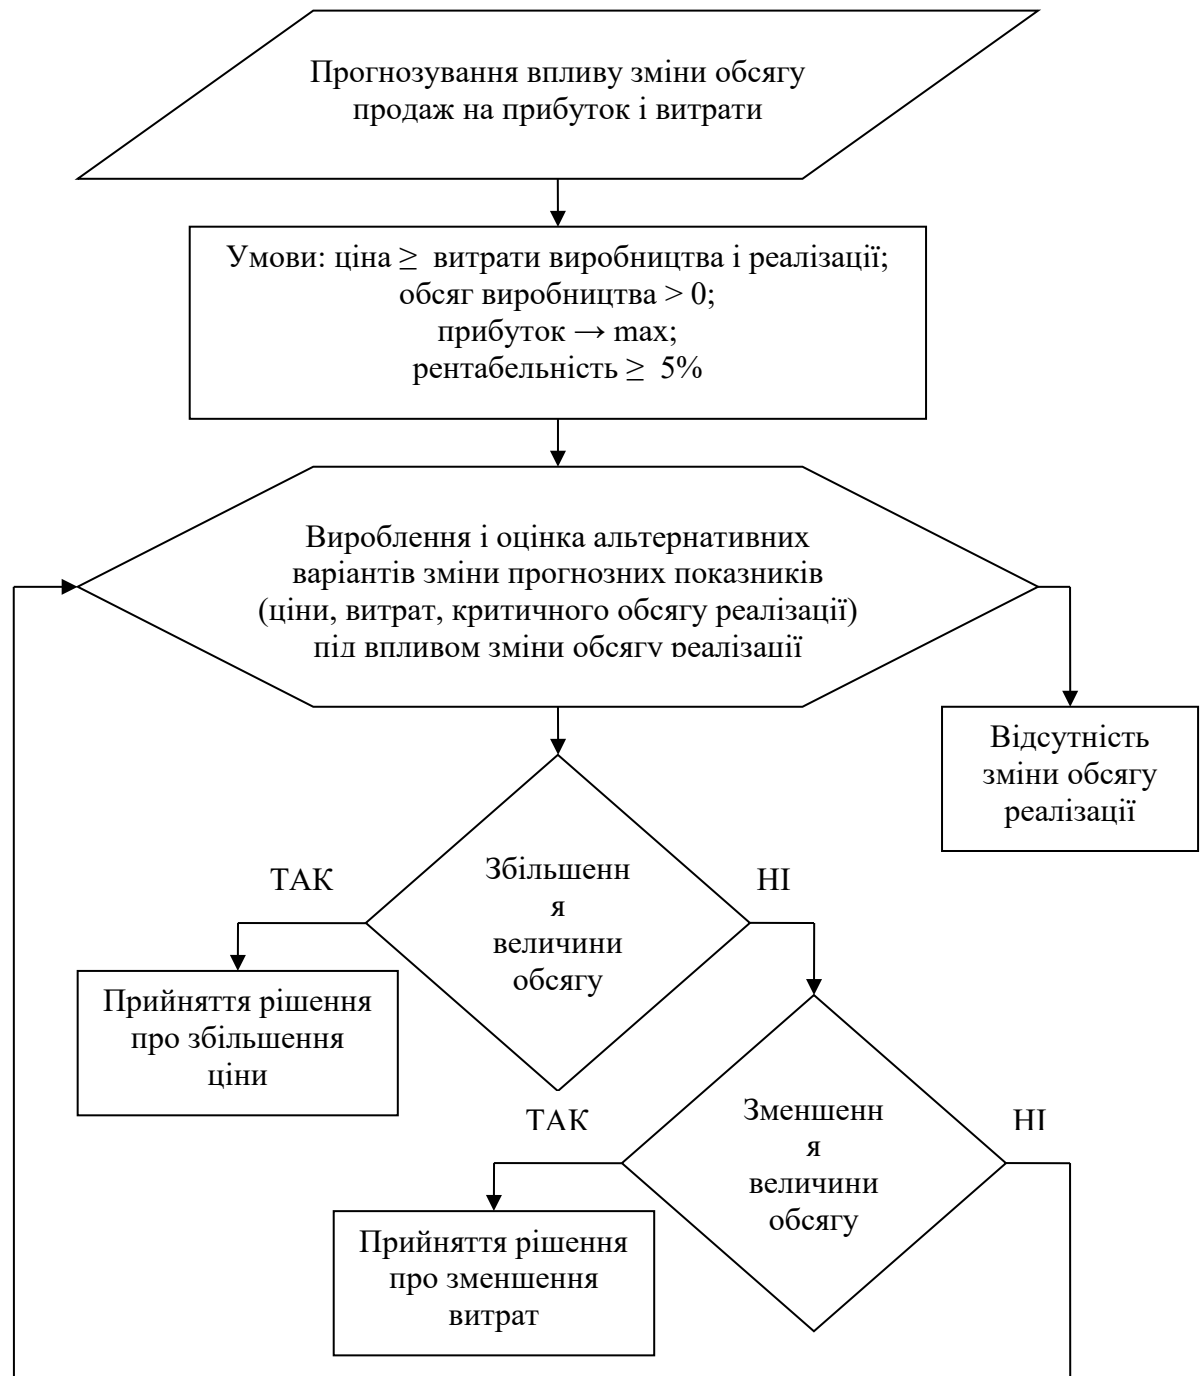 Прогнозування впливу зміни обсягу
продаж на прибуток і витрати
Умови: ціна ≥ витрати виробництва і реалізації;
обсяг виробництва > 0;
прибуток → max;
рентабельність ≥ 5%
Вироблення і оцінка альтернативних
варіантів зміни прогнозних показників
(ціни, витрат, критичного обсягу реалізації)
під впливом зміни обсягу реалізації
Відсутність
зміни обсягу
реалізації
ТАК
Збільшенн
я
величини
обсягу
НІ
Прийняття рішення
про збільшення
ціни
ТАК
Зменшенн
я
величини
обсягу
НІ
Прийняття рішення
про зменшення
витрат